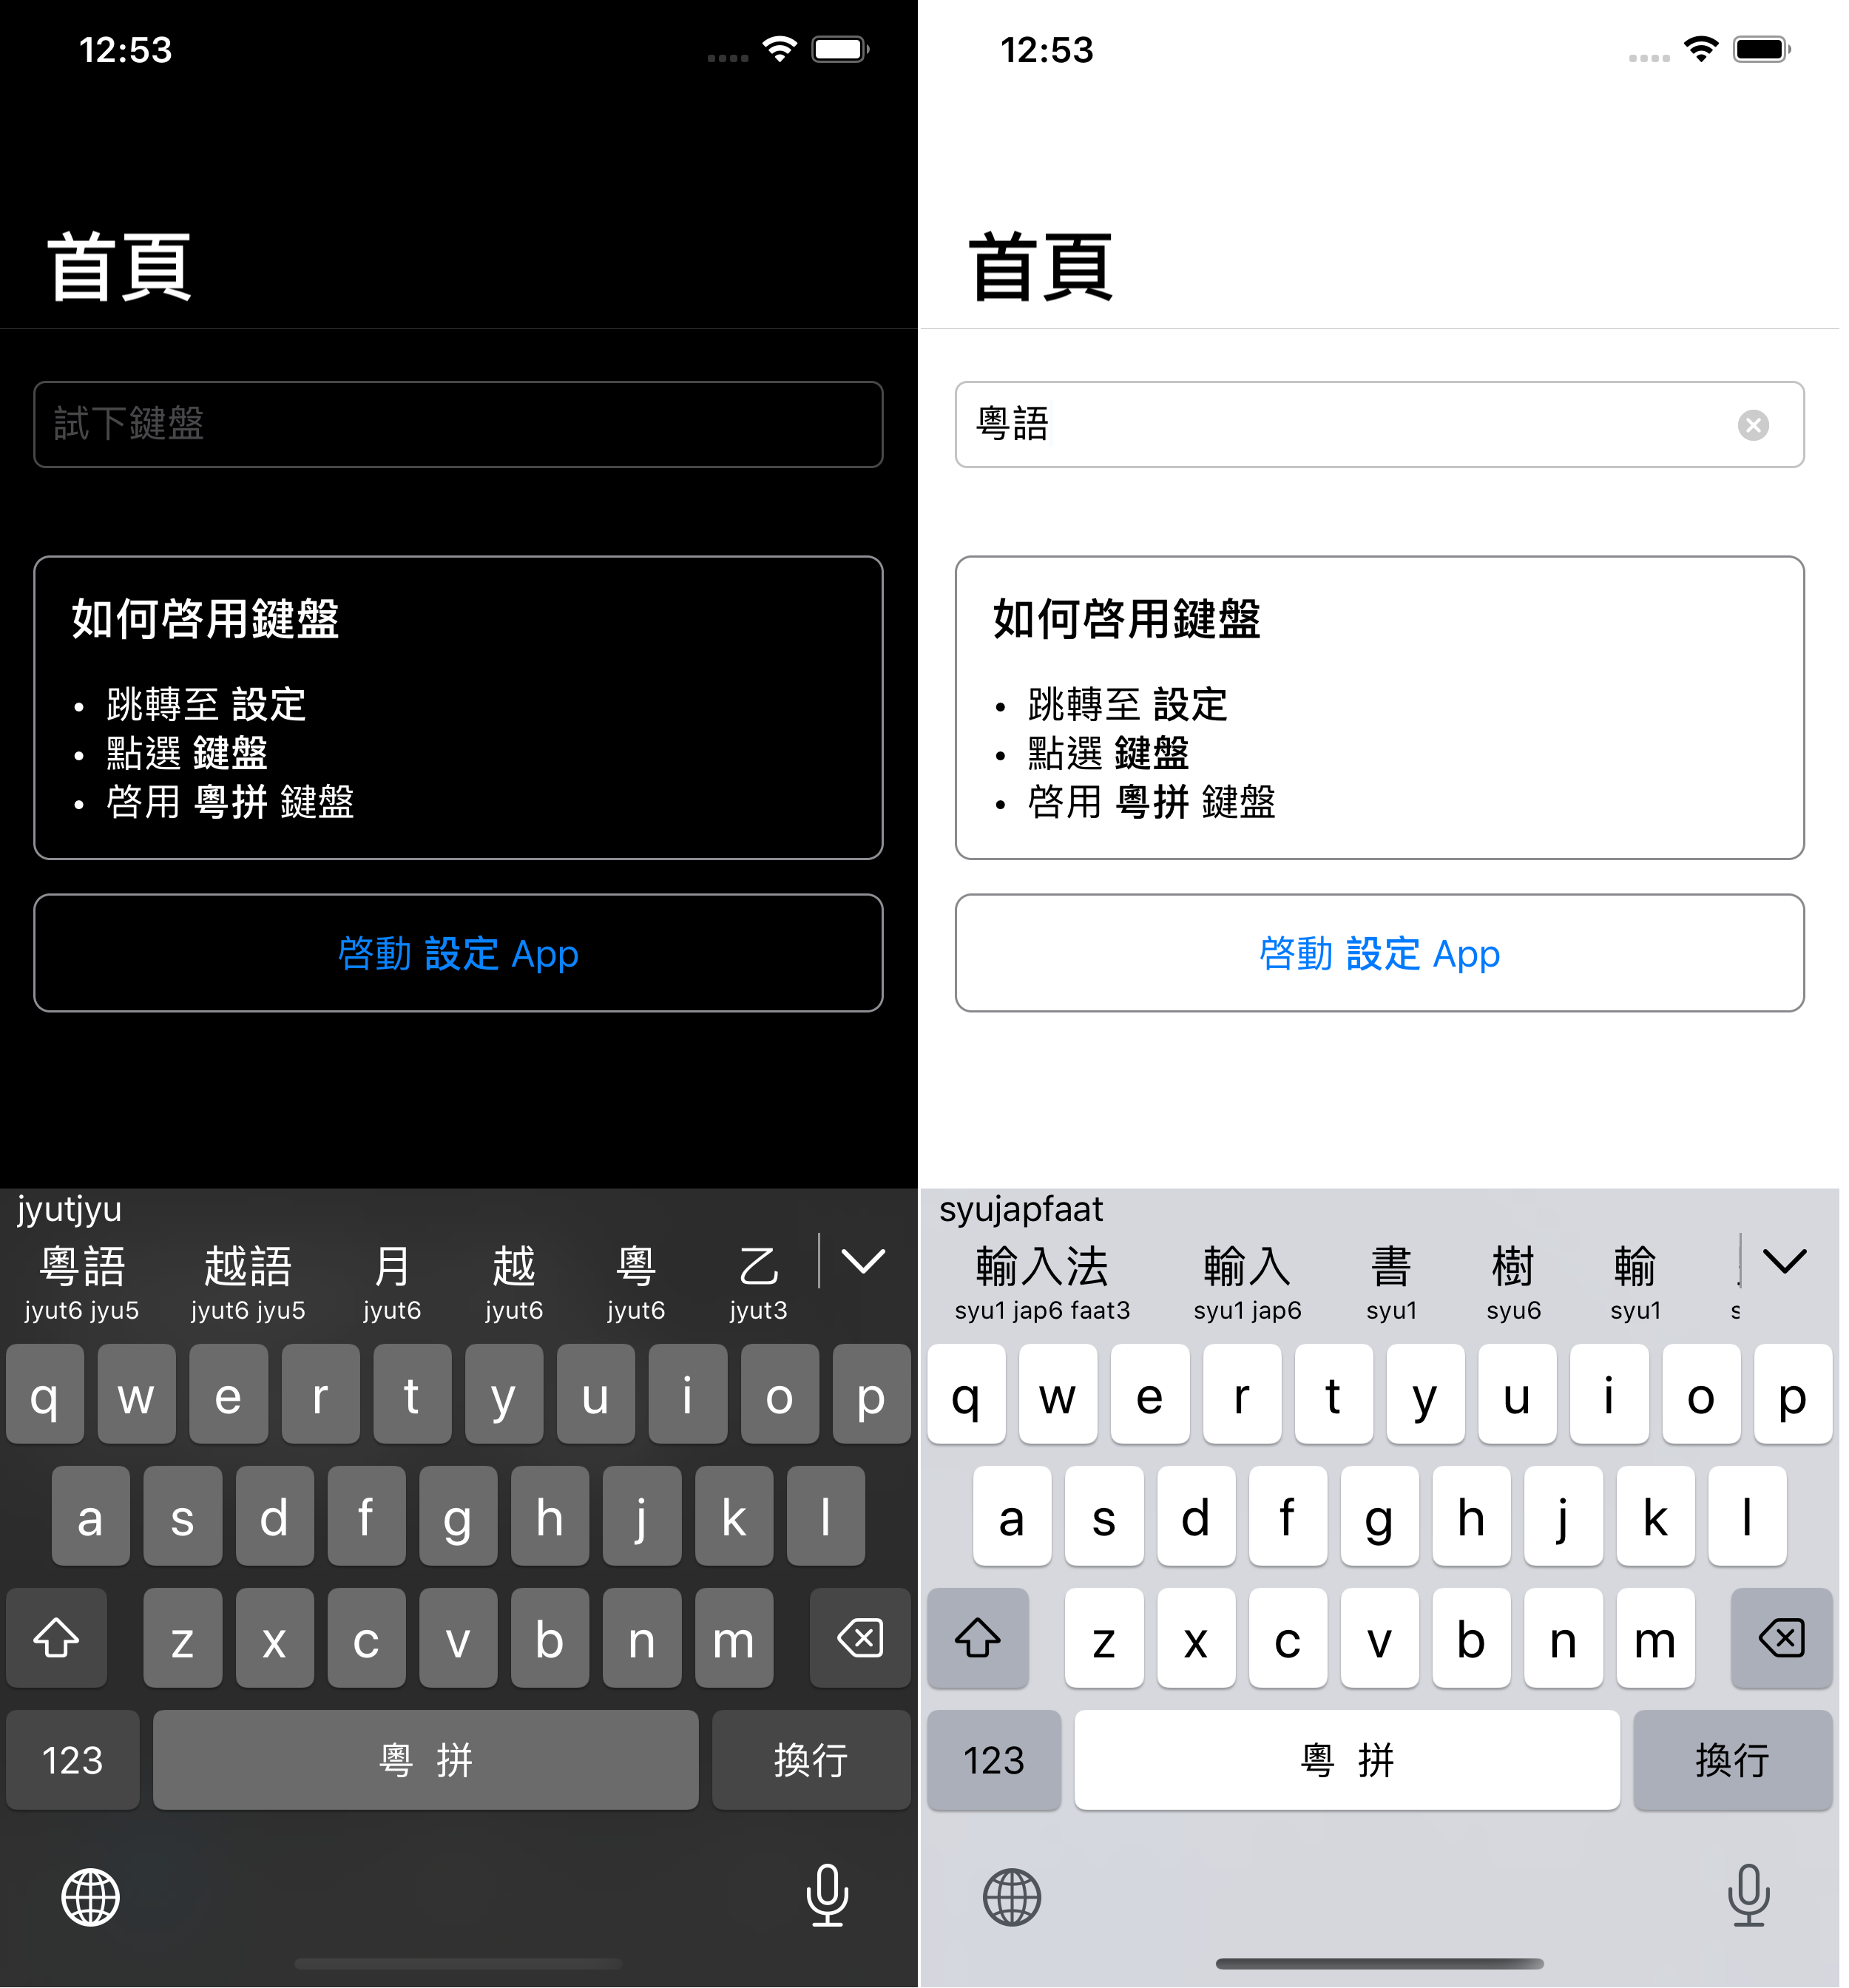 12:53
首頁
試下鍵盤
如何啓用鍵盤
• 跳轉至 設定
• 點選 鍵盤
• 啓用 粵拼 鍵盤
啓動 設定 App
jyutjyu
粵語 越語 月 越 粵 乙
jyut6 jyu5 jyut6 jyu5 jyut6 jyut6 jyut6 jyut3
q w e r t y u i o p
a s d f g h j k l
z x c v b n m
123 粵 拼 換行
12:53
首頁
粵語
如何啓用鍵盤
• 跳轉至 設定
• 點選 鍵盤
• 啓用 粵拼 鍵盤
啓動 設定 App
syujapfaat
輸入法 輸入 書 樹 輸
syu1 jap6 faat3 syu1 jap6 syu1 syu6 syu1 s
q w e r t y u i o p
a s d f g h j k l
z x c v b n m
123 粵 拼 換行